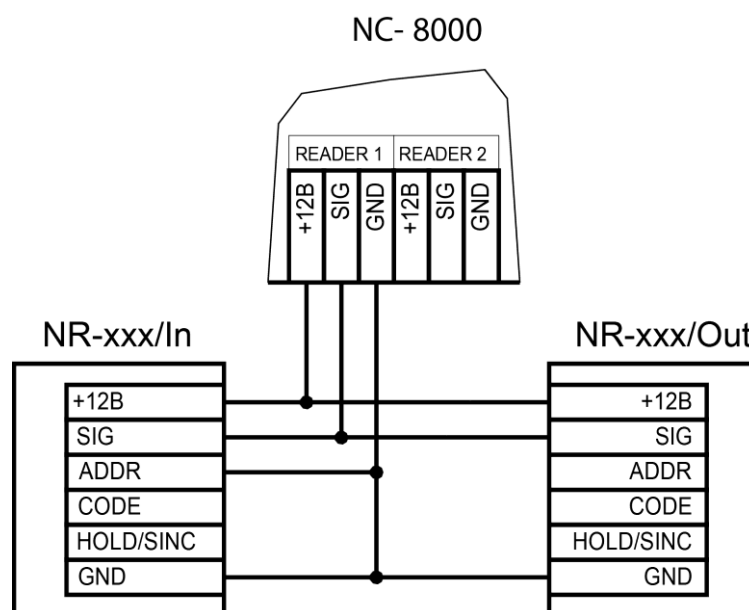 NC- 8000
READER 1 READER 2
+12B SIG GND +12B SIG GND
NR-xxx/In NR-xxx/Out
+12B +12B
SIG SIG
ADDR ADDR
CODE CODE
HOLD/SINC HOLD/SINC
GND GND